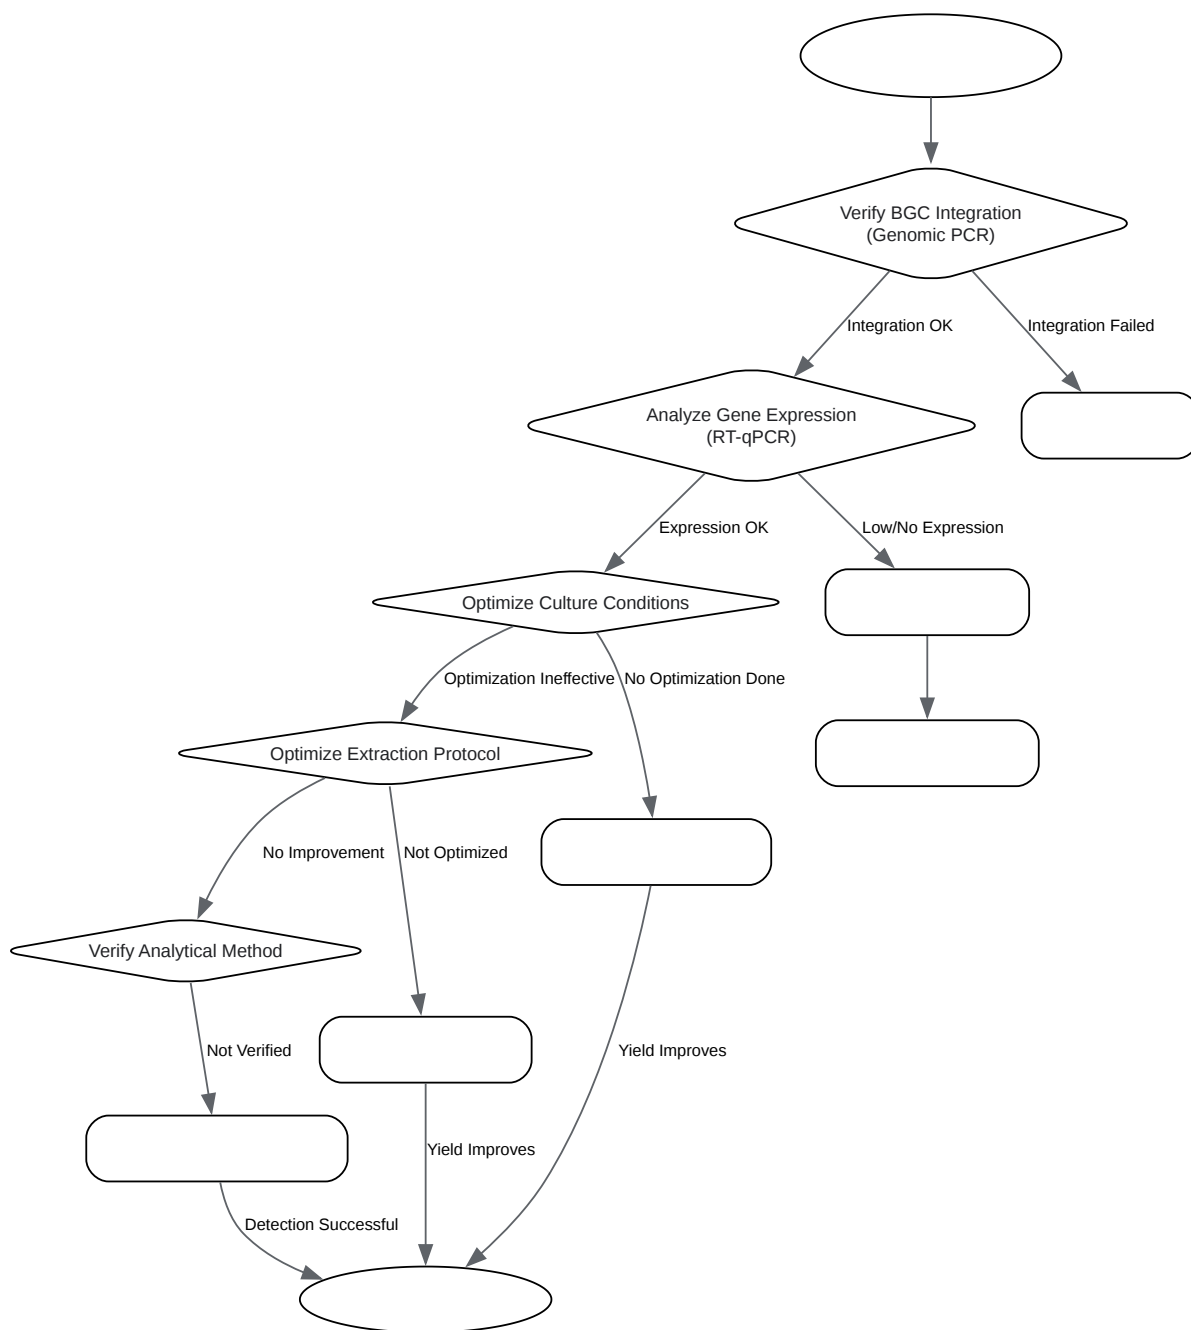 Verify BGC Integration
(Genomic PCR)
Integration OK
Integration Failed
Analyze Gene Expression
(RT-qPCR)
Expression OK
Low/No Expression
Optimize Culture Conditions
Optimization Ineffective
No Optimization Done
Optimize Extraction Protocol
No Improvement
Not Optimized
Verify Analytical Method
Not Verified
Yield Improves
Yield Improves
Detection Successful